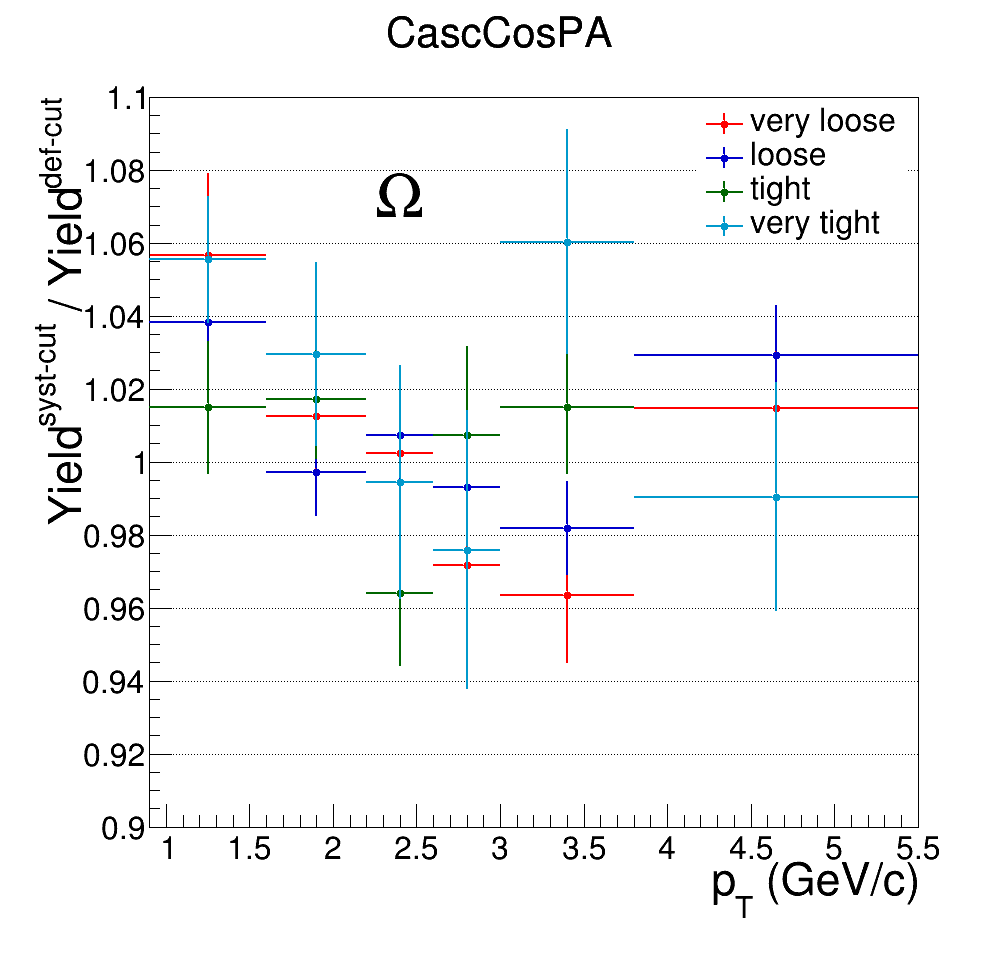 CascCosPA
Yield^syst-cut / Yield^def-cut
1.1
1.08
1.06
1.04
1.02
1
0.98
0.96
0.94
0.92
0.9
Ω
very loose
loose
tight
very tight
1 1.5 2 2.5 3 3.5 4 4.5 5 5.5
p_T (GeV/c)